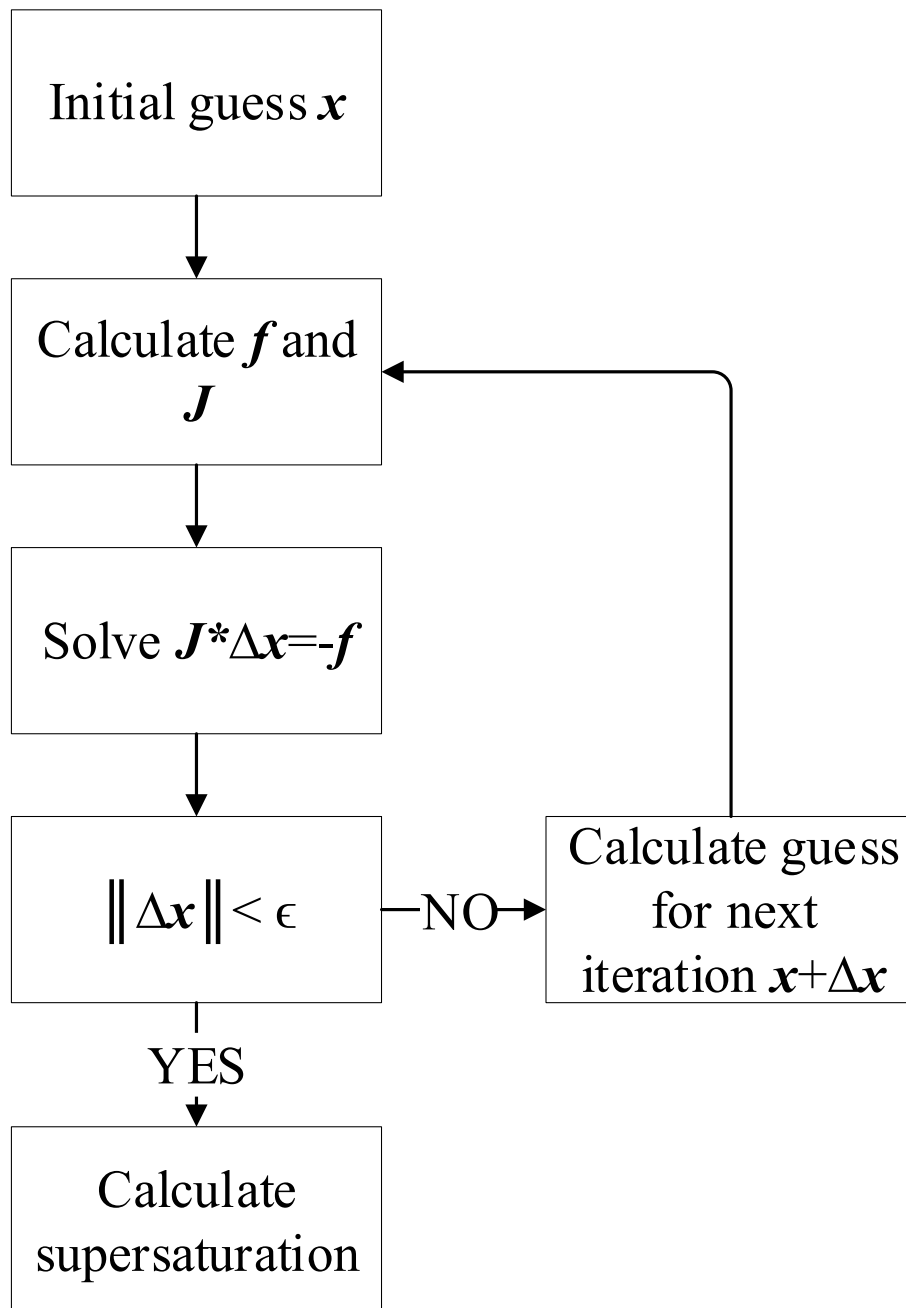 Initial guess x
Calculate f and
J
Solve J*Δx=-f
‖Δx‖< ϵ
NO
Calculate guess
for next
iteration x+Δx
YES
Calculate
supersaturation